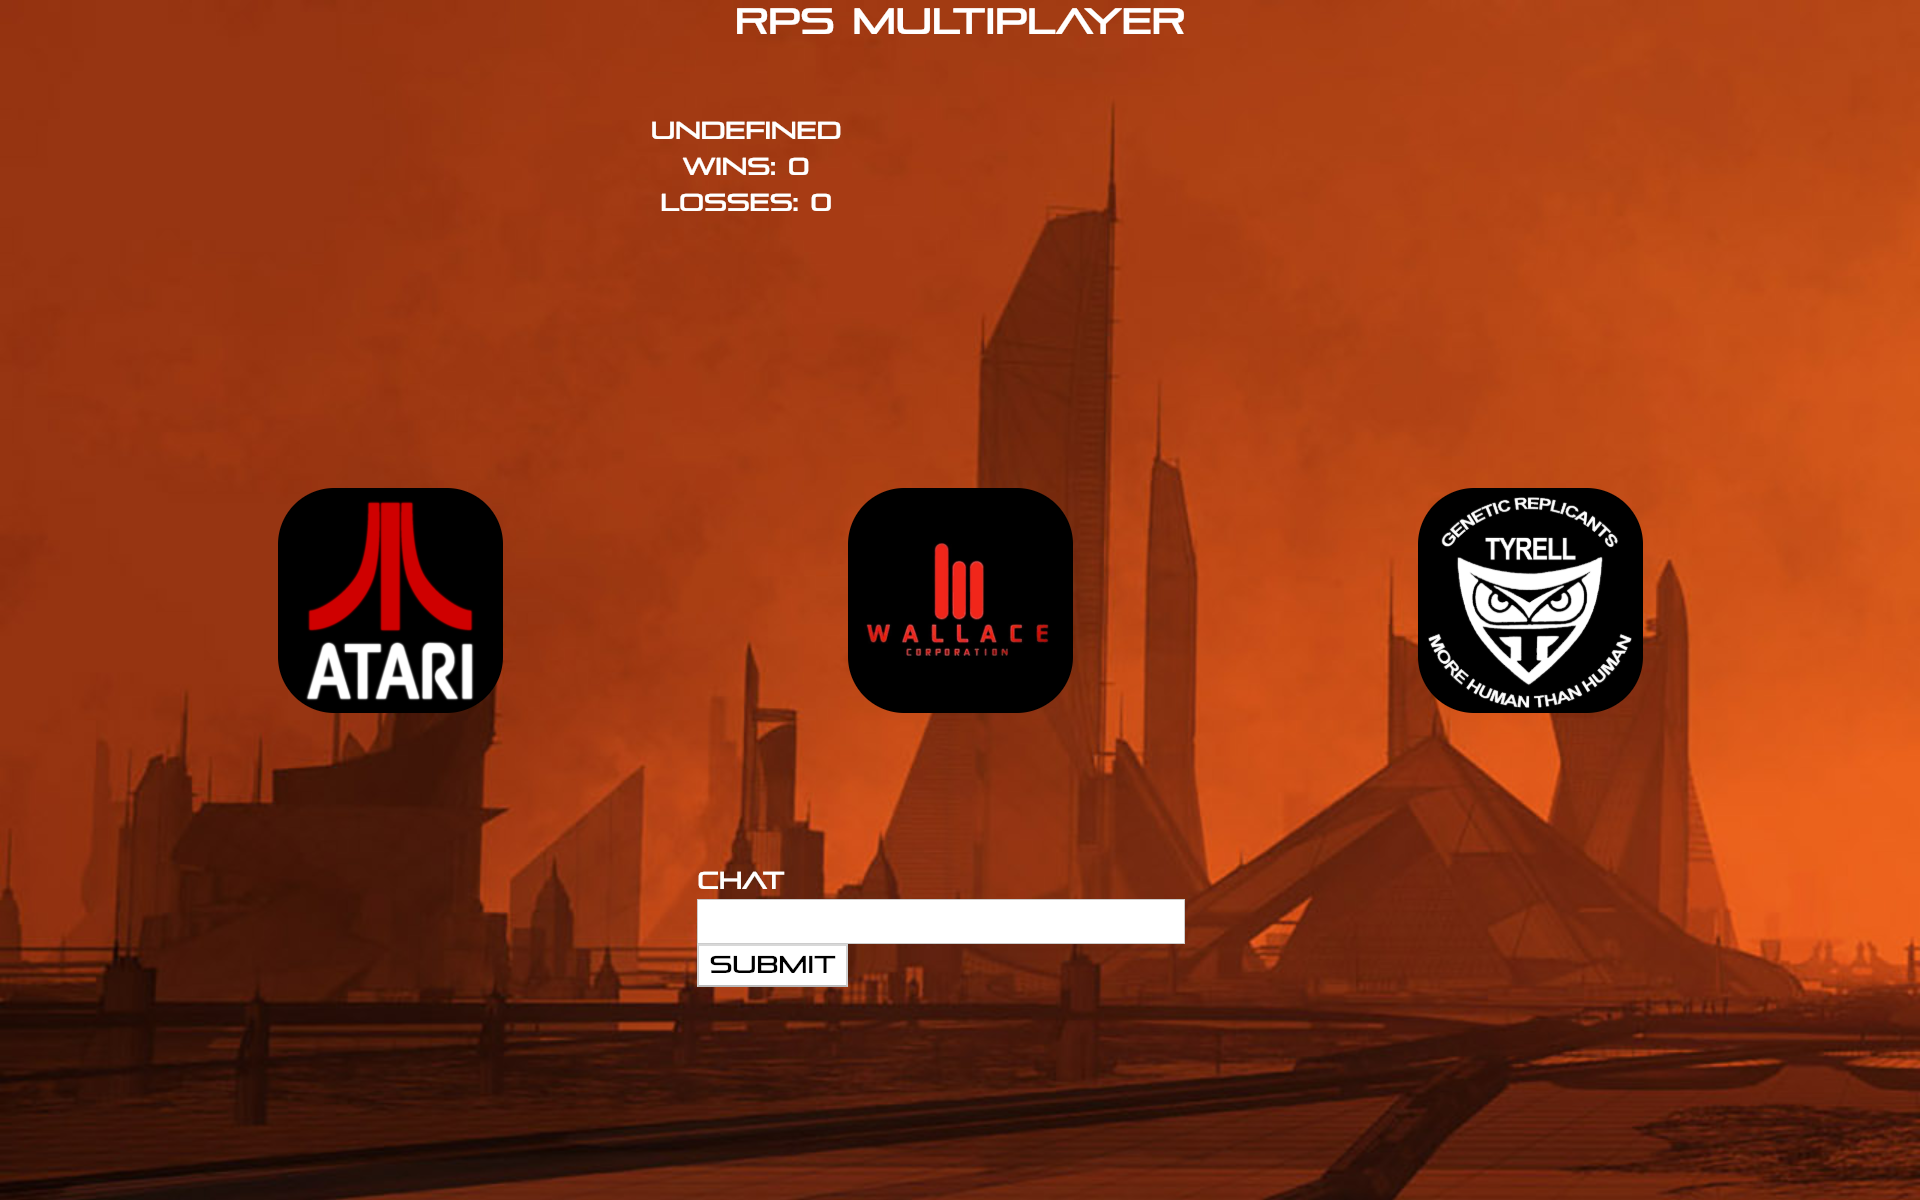 RPS MULTIPLAYER
UNDEFINED
WINS: 0
LOSSES: 0
ATARI
WALLACE
CORPORATION
GENETIC REPLICANTS
TYRELL
MORE HUMAN THAN HUMAN
CHAT
SUBMIT